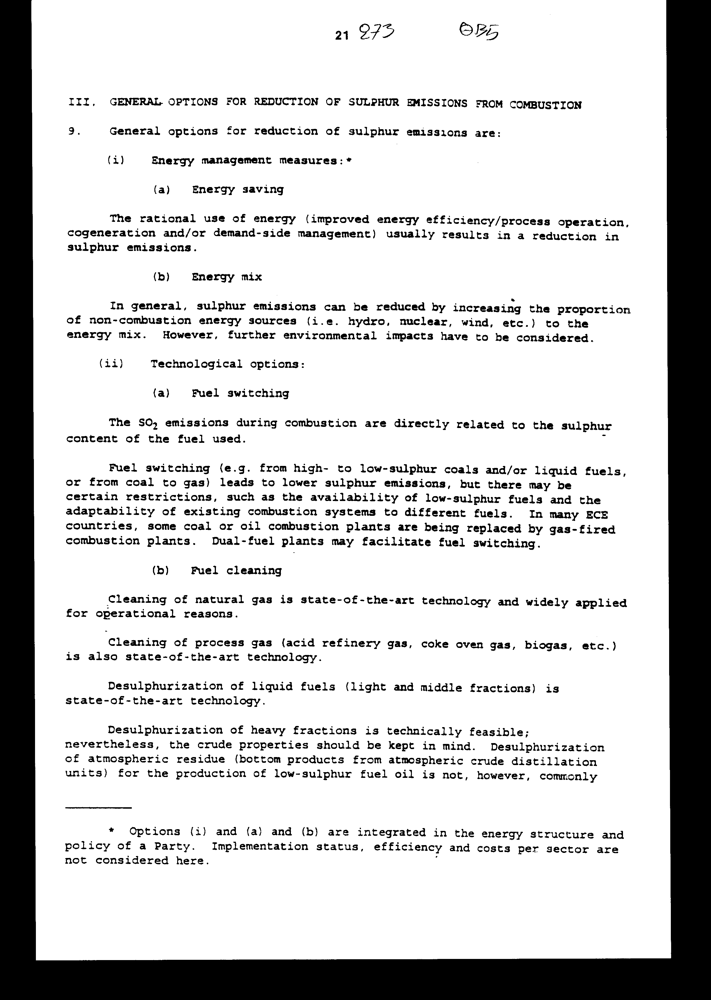 21 273
III. GENERAL OPTIONS FOR REDUCTION OF SULPHUR EMISSIONS FROM COMBUSTION
9. General options for reduction of sulphur emissions are:
(i) Energy management measures:*
(a) Energy saving
The rational use of energy (improved energy efficiency/process operation,
cogeneration and/or demand-side management) usually results in a reduction in
sulphur emissions.
(b) Energy mix
In general, sulphur emissions can be reduced by increasing the proportion
of non-combustion energy sources (i.e. hydro, nuclear, wind, etc.) to the
energy mix. However, further environmental impacts have to be considered.
(ii) Technological options:
(a) Fuel switching
The SO₂ emissions during combustion are directly related to the sulphur
content of the fuel used.
Fuel switching (e.g. from high- to low-sulphur coals and/or liquid fuels,
or from coal to gas) leads to lower sulphur emissions, but there may be
certain restrictions, such as the availability of low-sulphur fuels and the
adaptability of existing combustion systems to different fuels. In many ECE
countries, some coal or oil combustion plants are being replaced by gas-fired
combustion plants. Dual-fuel plants may facilitate fuel switching.
(b) Fuel cleaning
Cleaning of natural gas is state-of-the-art technology and widely applied
for operational reasons.
Cleaning of process gas (acid refinery gas, coke oven gas, biogas, etc.)
is also state-of-the-art technology.
Desulphurization of liquid fuels (light and middle fractions) is
state-of-the-art technology.
Desulphurization of heavy fractions is technically feasible;
nevertheless, the crude properties should be kept in mind. Desulphurization
of atmospheric residue (bottom products from atmospheric crude distillation
units) for the production of low-sulphur fuel oil is not, however, commonly
* Options (i) and (a) and (b) are integrated in the energy structure and
policy of a Party. Implementation status, efficiency and costs per sector are
not considered here.